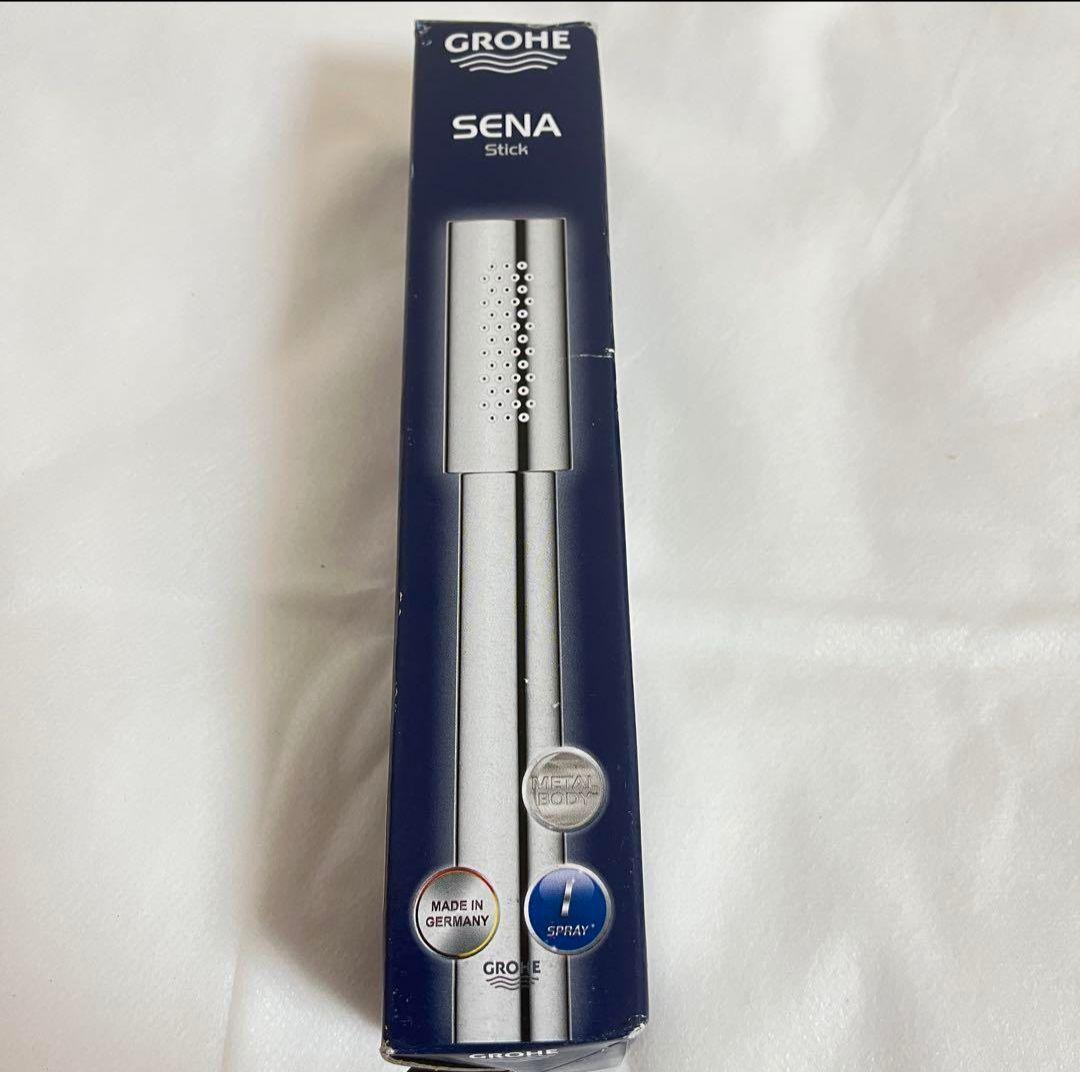 GROHE
SENA
Stick
METAL
BODY
MADE IN
GERMANY
1
SPRAY+
GROHE
GROHE